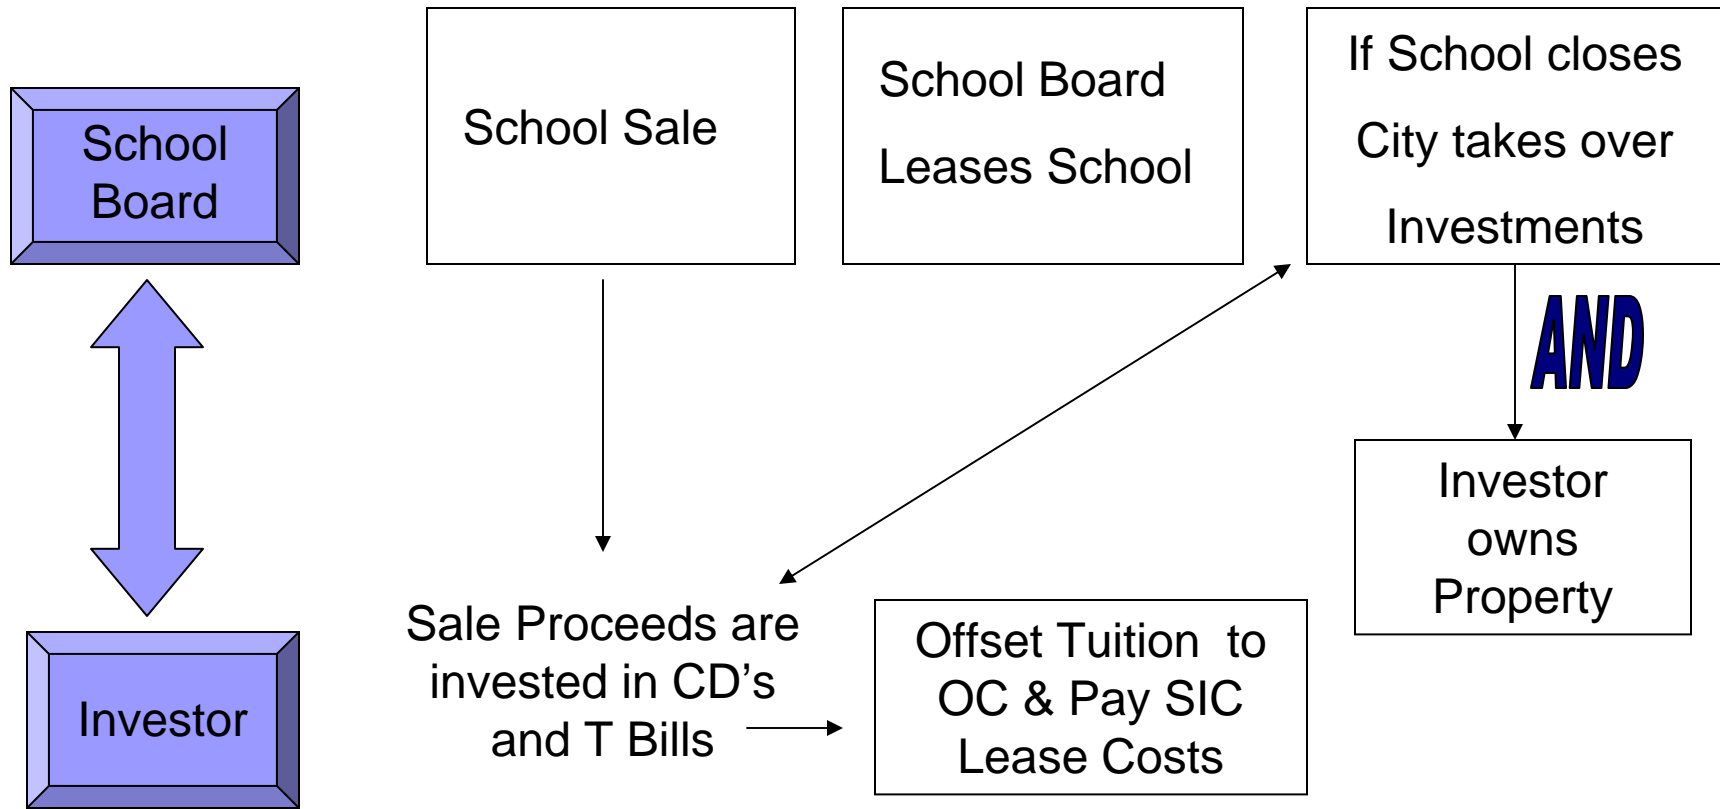 School
Board
School Sale
School Board
Leases School
If School closes
City takes over
Investments
AND
Investor
owns
Property
Investor
Sale Proceeds are
invested in CD's
and T Bills
Offset Tuition to
OC & Pay SIC
Lease Costs